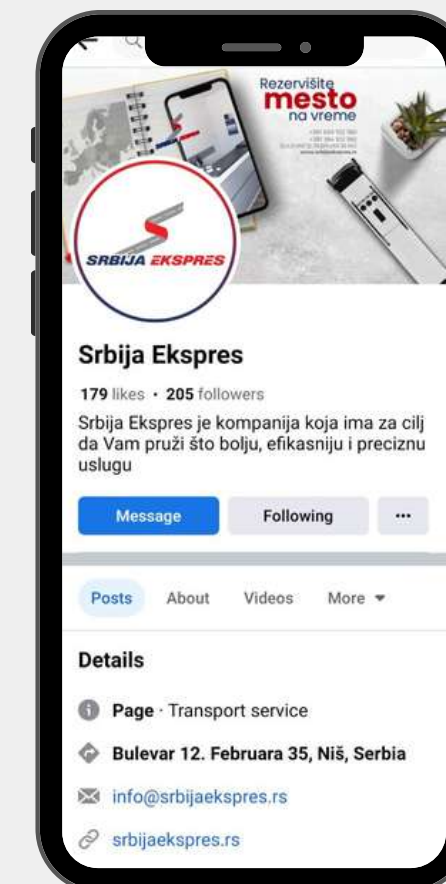 Rezervišite
mesto
na vreme
SRBIJA EKSPRES
Srbija Ekspres
179 likes • 205 followers
Srbija Ekspres je kompanija koja ima za cilj
da Vam pruži što bolju, efikasniju i preciznu
uslugu
Message Following ...
Posts About Videos More
Details
Page · Transport service
Bulevar 12. Februara 35, Niš, Serbia
info@srbijaekspres.rs
srbijaekspres.rs